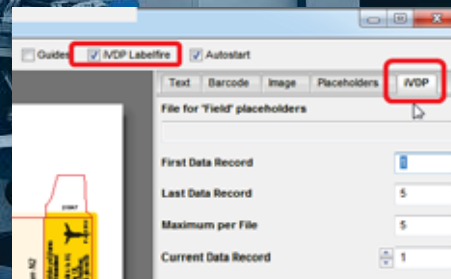 Guides iVDP Labelfire Autostart
Text Barcode Image Placeholders iVDP
File for "Field" placeholders
First Data Record
Last Data Record 5
Maximum per File 5
Current Data Record 1